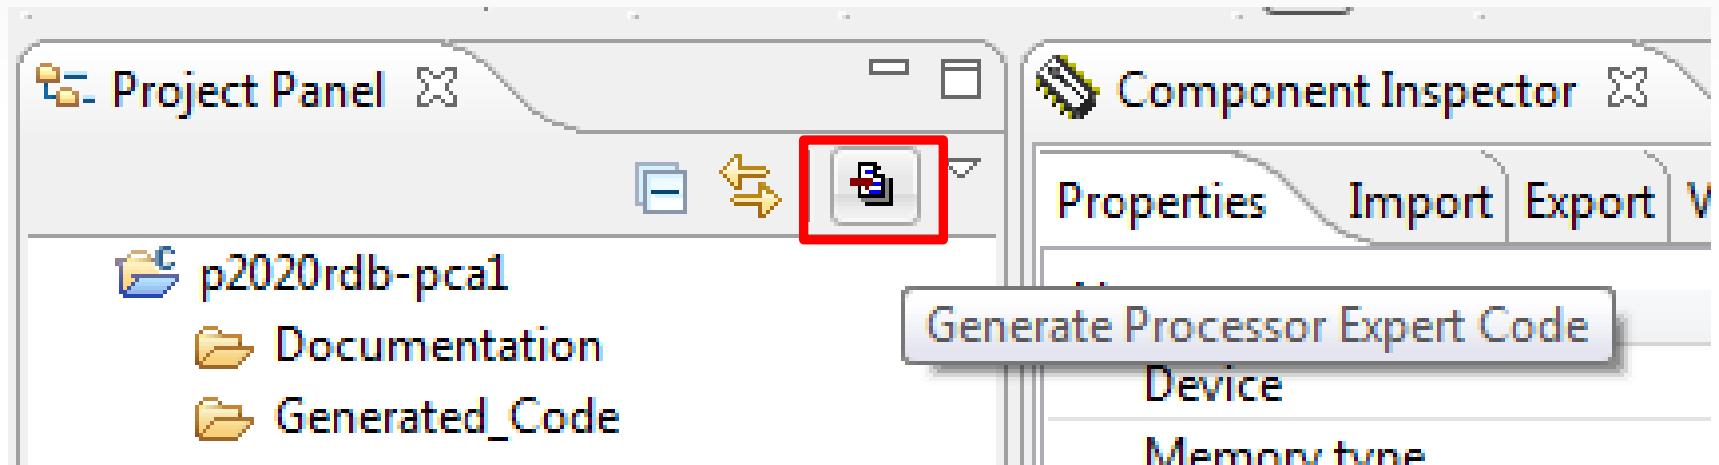 Project Panel
Component Inspector
Properties
Import
Export
p2020rdb-pca1
Generate Processor Expert Code
Documentation
Device
Generated_Code
Memory type